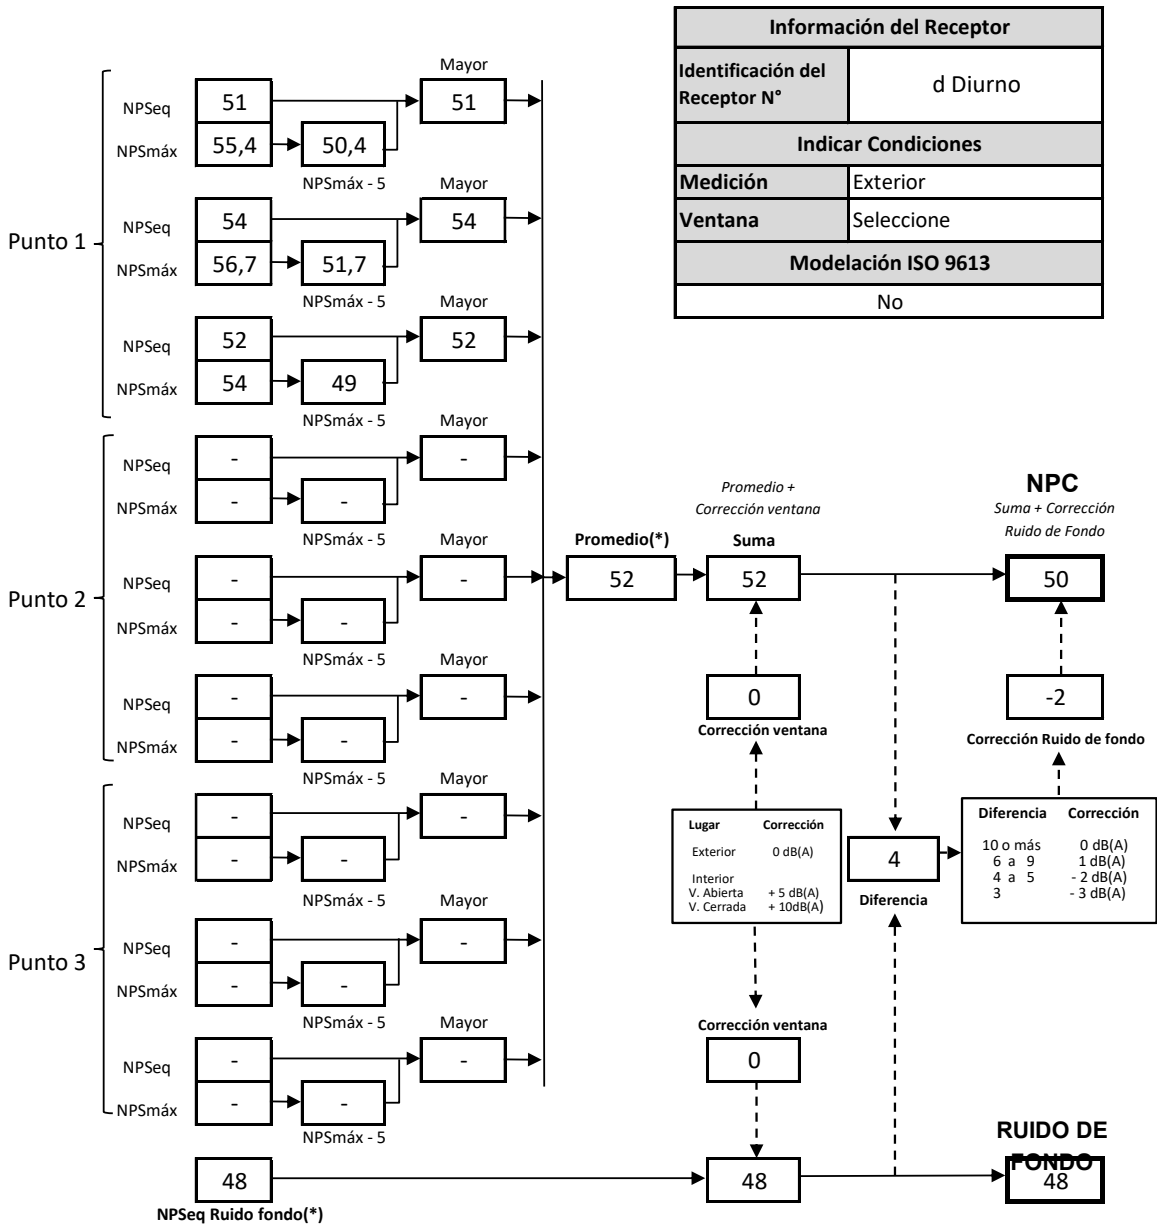 Información del Receptor
Identificación del Receptor N°
d Diurno
Indicar Condiciones
Medición
Exterior
Ventana
Seleccione
Modelación ISO 9613
No
Punto 1
Mayor
NPSeq
51
51
NPSmáx
55,4
50,4
NPSmáx - 5
Mayor
NPSeq
54
54
NPSmáx
56,7
51,7
NPSmáx - 5
Mayor
NPSeq
52
52
NPSmáx
54
49
NPSmáx - 5
Punto 2
Mayor
NPSeq
-
-
NPSmáx
-
-
NPSmáx - 5
Mayor
NPSeq
-
-
NPSmáx
-
-
NPSmáx - 5
Mayor
NPSeq
-
-
NPSmáx
-
-
NPSmáx - 5
Punto 3
Mayor
NPSeq
-
-
NPSmáx
-
-
NPSmáx - 5
Mayor
NPSeq
-
-
NPSmáx
-
-
NPSmáx - 5
Mayor
NPSeq
-
-
NPSmáx
-
-
NPSmáx - 5
Promedio(*)
52
Promedio +
Corrección ventana
Suma
52
NPC
Suma + Corrección
Ruido de Fondo
50
0
Corrección ventana
-2
Corrección Ruido de fondo
Lugar Corrección
Exterior 0 dB(A)
Interior
V. Abierta + 5 dB(A)
V. Cerrada + 10dB(A)
4
Diferencia
Diferencia Corrección
10 o más 0 dB(A)
6 a 9 1 dB(A)
4 a 5 - 2 dB(A)
3 - 3 dB(A)
Corrección ventana
0
48
NPSeq Ruido fondo(*)
48
RUIDO DE
FONDO
48